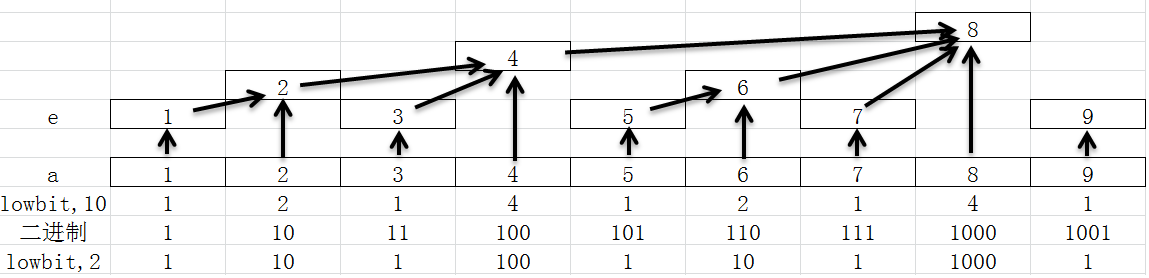 8
4
2 6
e 1 3 5 7 9
a 1 2 3 4 5 6 7 8 9
lowbit,10 1 2 1 4 1 2 1 4 1
二进制 1 10 11 100 101 110 111 1000 1001
lowbit,2 1 10 1 100 1 10 1 1000 1